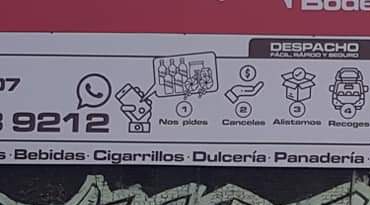 Bode
DESPACHO
FÁCIL, RÁPIDO Y SEGURO
07
9212
1 2 3 4
Nos pides Cancelas Alistamos Recoges
s · Bebidas · Cigarrillos · Dulcería · Panadería ·